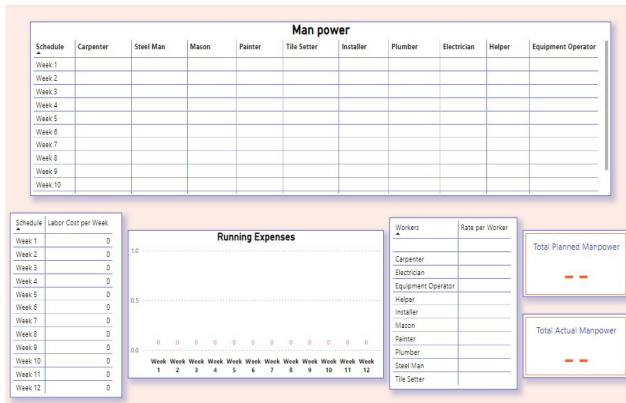 Man power
Schedule Carpenter Steel Man Mason Painter Tile Setter Installer Plumber Electrician Helper Equipment Operator
Week 1
Week 2
Week 3
Week 4
Week 5
Week 6
Week 7
Week 8
Week 9
Week 10
Schedule Labor Cost per Week
Week 1 0
Week 2 0
Week 3 0
Week 4 0
Week 5 0
Week 6 0
Week 7 0
Week 8 0
Week 9 0
Week 10 0
Week 11 0
Week 12 0
Running Expenses
1.0
0.5
0 0 0 0 0 0 0 0 0 0 0 0
0.0
Week Week Week Week Week Week Week Week Week Week Week Week
1 2 3 4 5 6 7 8 9 10 11 12
Workers Rate per Worker
Carpenter
Electrician
Equipment Operator
Helper
Installer
Mason
Painter
Plumber
Steel Man
Tile Setter
Total Planned Manpower
--
Total Actual Manpower
--